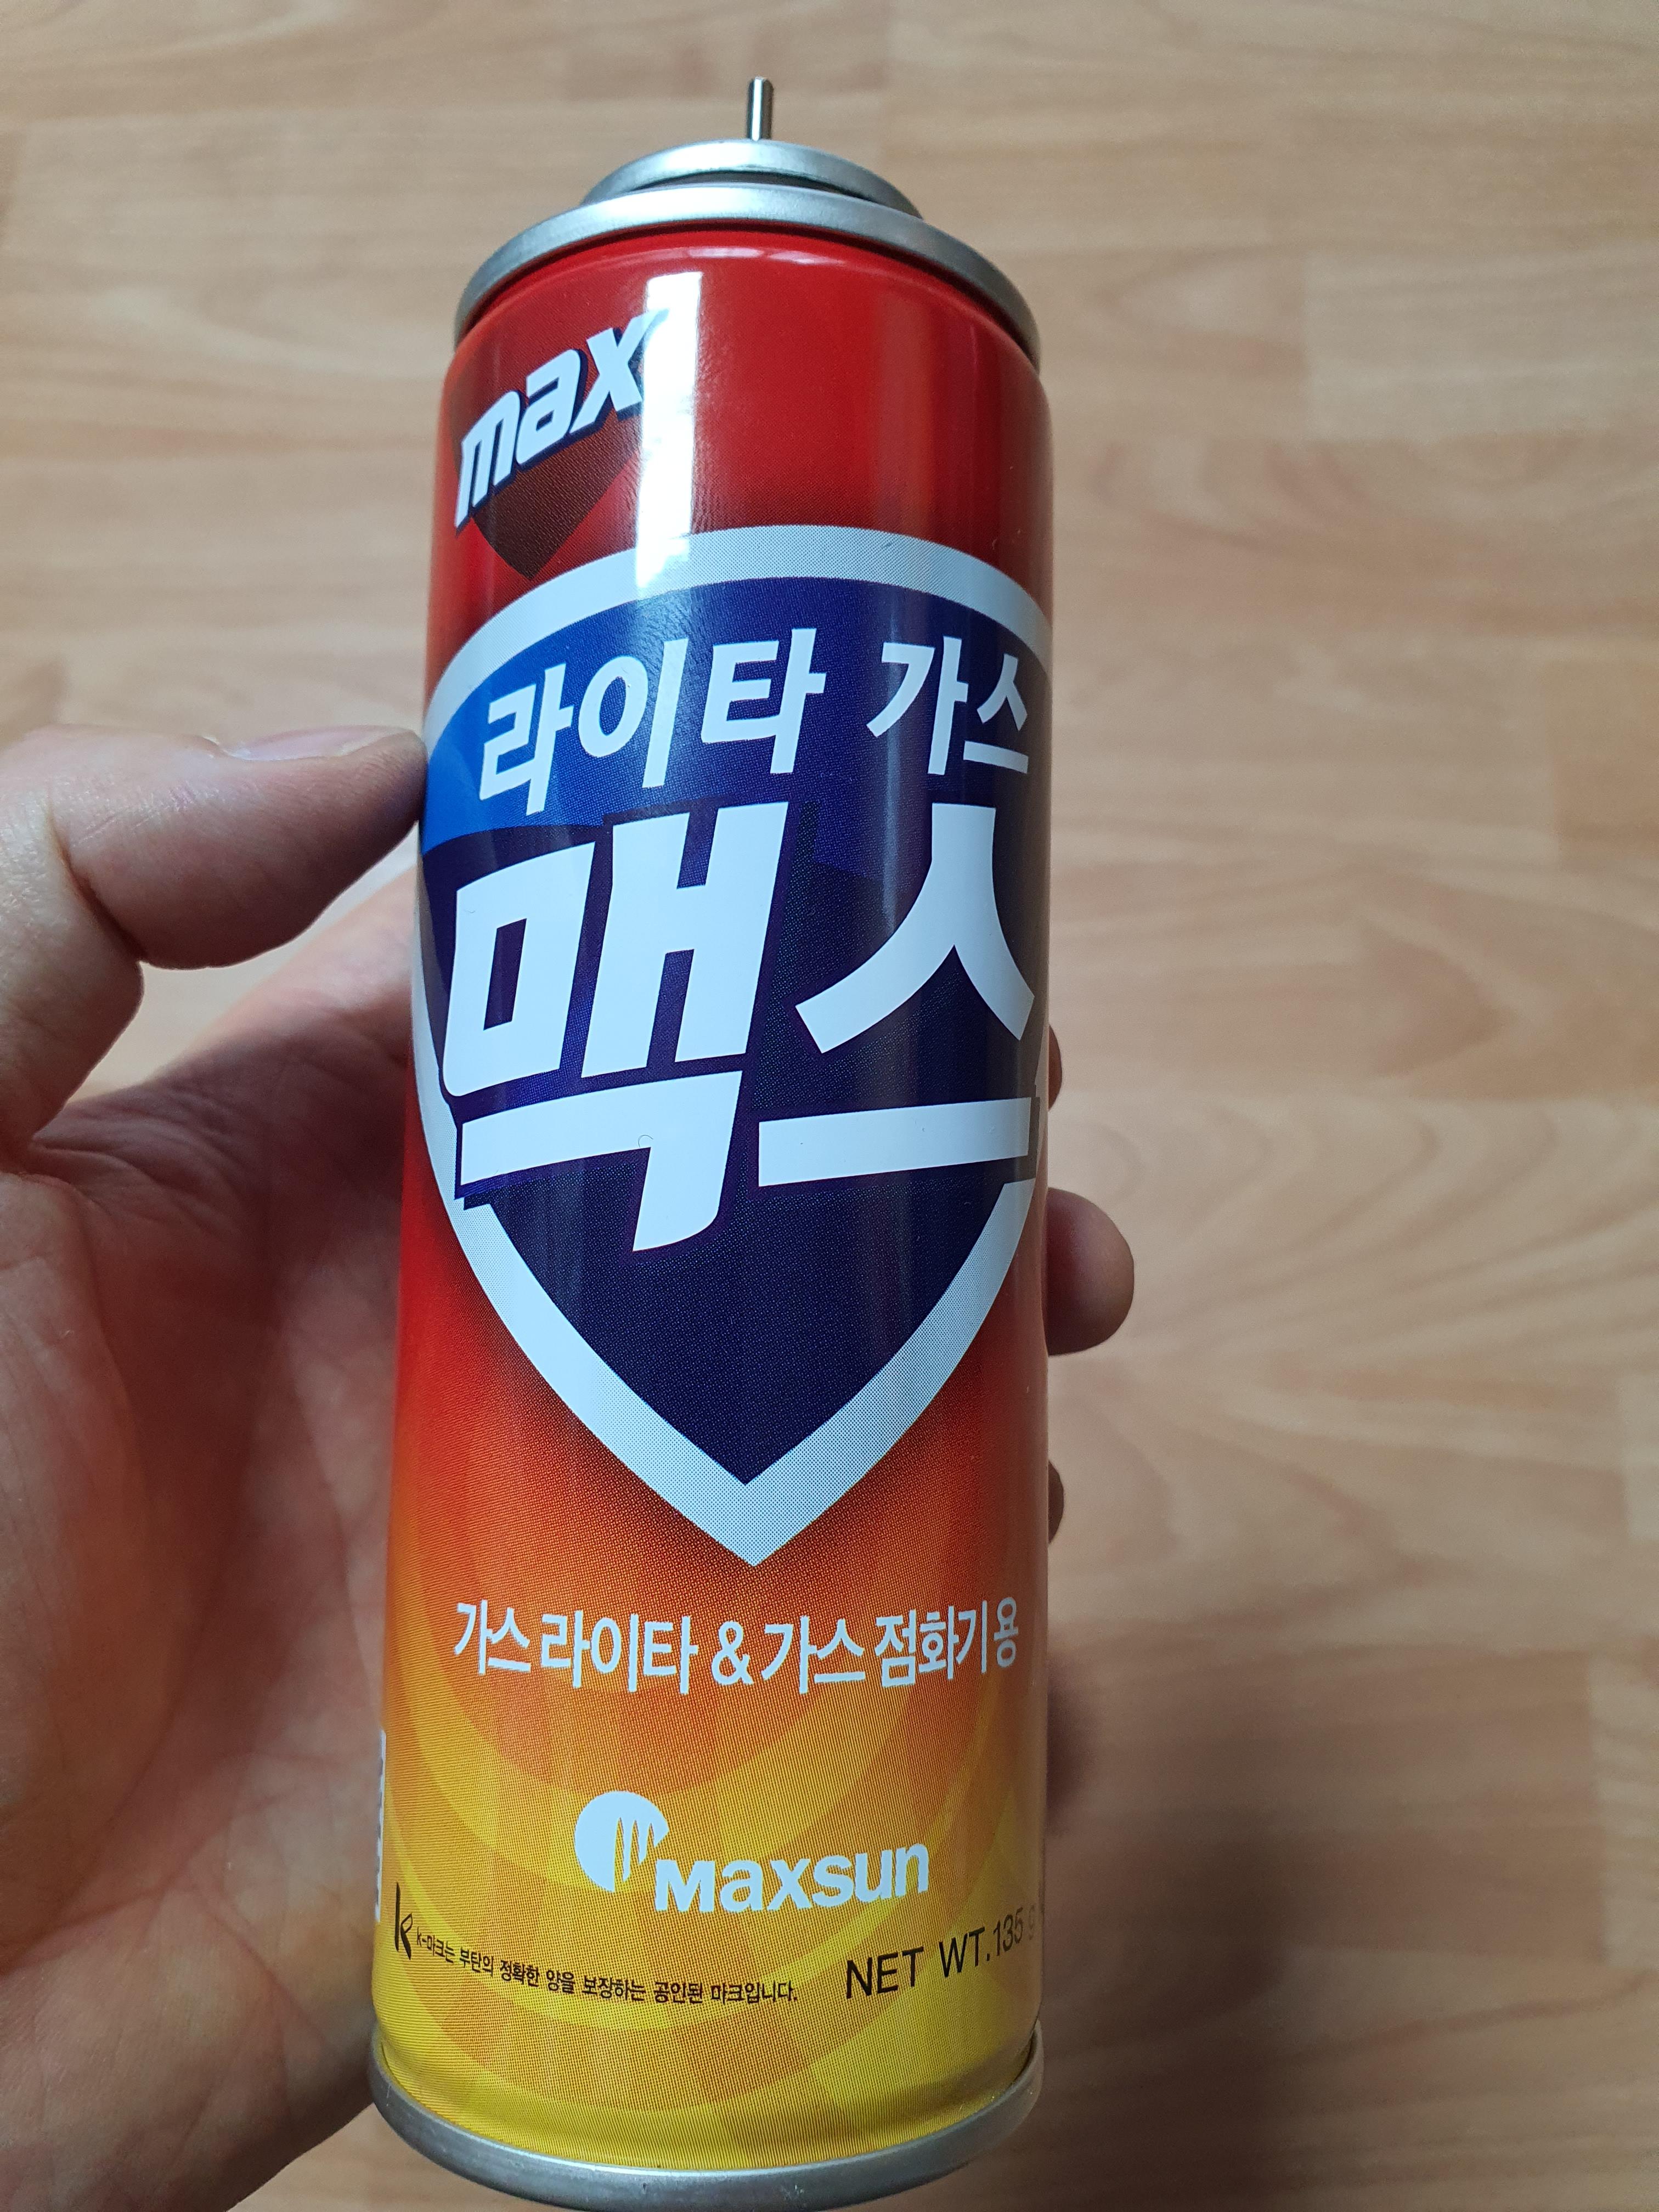 max
라이타 가스
맥스
가스라이타 & 가스점화기용
Maxsun
k-마크는 부탄의 정확한 양을 보장하는 공인된 마크입니다.
NET WT.135 g